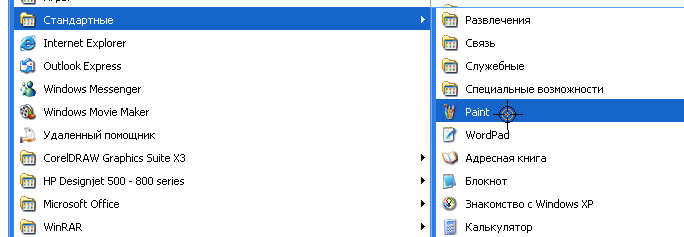 Стандартные
Internet Explorer
Outlook Express
Windows Messenger
Windows Movie Maker
Удаленный помощник
CorelDRAW Graphics Suite X3
HP Designjet 500 - 800 series
Microsoft Office
WinRAR
Развлечения
Связь
Служебные
Специальные возможности
Paint
WordPad
Адресная книга
Блокнот
Знакомство с Windows XP
Калькулятор